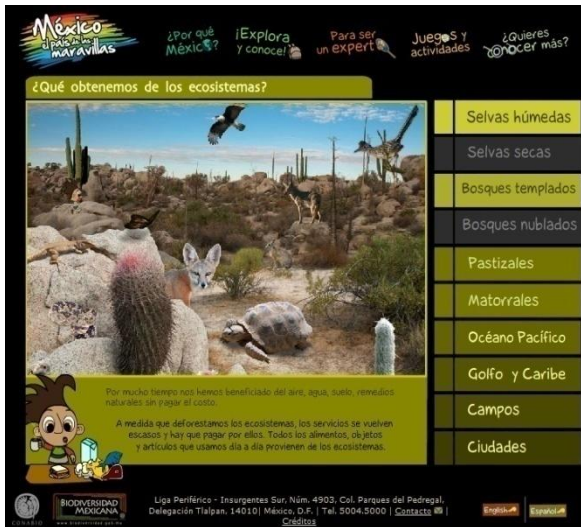 México
el país de las
maravillas
¿Por qué
México?
¡Explora
y conoce!
Para ser
un expert
Juegos y
actividades
¿Quieres
conocer más?
¿Qué obtenemos de los ecosistemas?
Selvas húmedas
Selvas secas
Bosques templados
Bosques nublados
Pastizales
Matorrales
Océano Pacífico
Golfo y Caribe
Campos
Ciudades
Por mucho tiempo nos hemos beneficiado del aire, agua, suelo, remedios
naturales sin pagar el costo.
A medida que deforestamos los ecosistemas, los servicios se vuelven
escasos y hay que pagar por ellos. Todos los alimentos, objetos
y artículos que usamos día a día provienen de los ecosistemas.
CONABIO
BIODIVERSIDAD
MEXICANA
www.biodiversidad.gob.mx
Liga Periférico - Insurgentes Sur, Núm. 4903, Col. Parques del Pedregal,
Delegación Tlalpan, 14010| México, D.F. | Tel. 5004.5000 | Contacto |
Créditos
English
Español